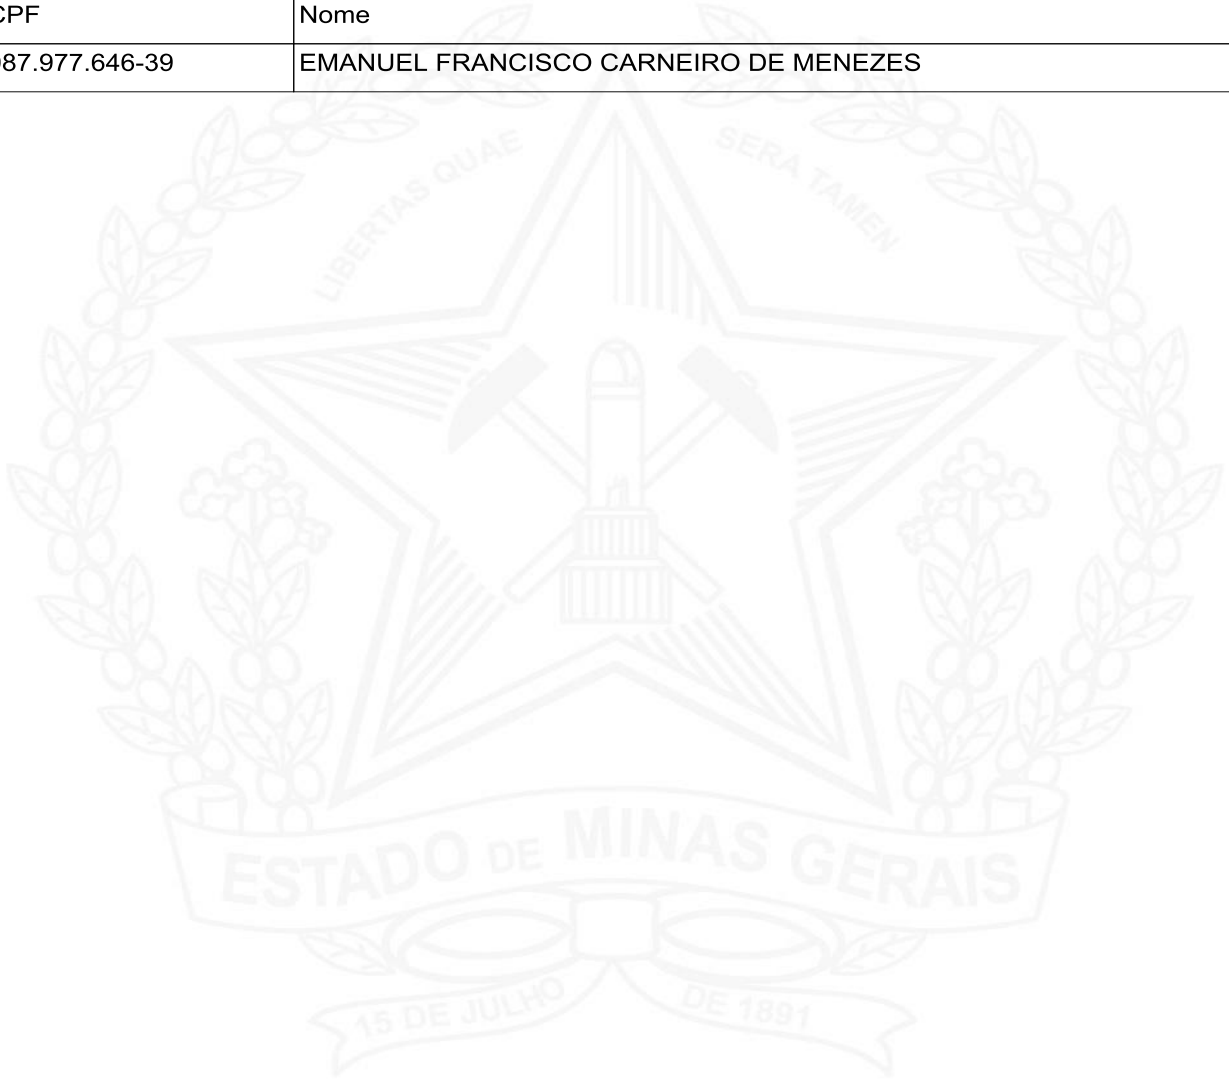 CPF Nome
087.977.646-39 EMANUEL FRANCISCO CARNEIRO DE MENEZES
LIBERTAS QUAE SERA TAMEN
ESTADO DE MINAS GERAIS
15 DE JULHO DE 1891